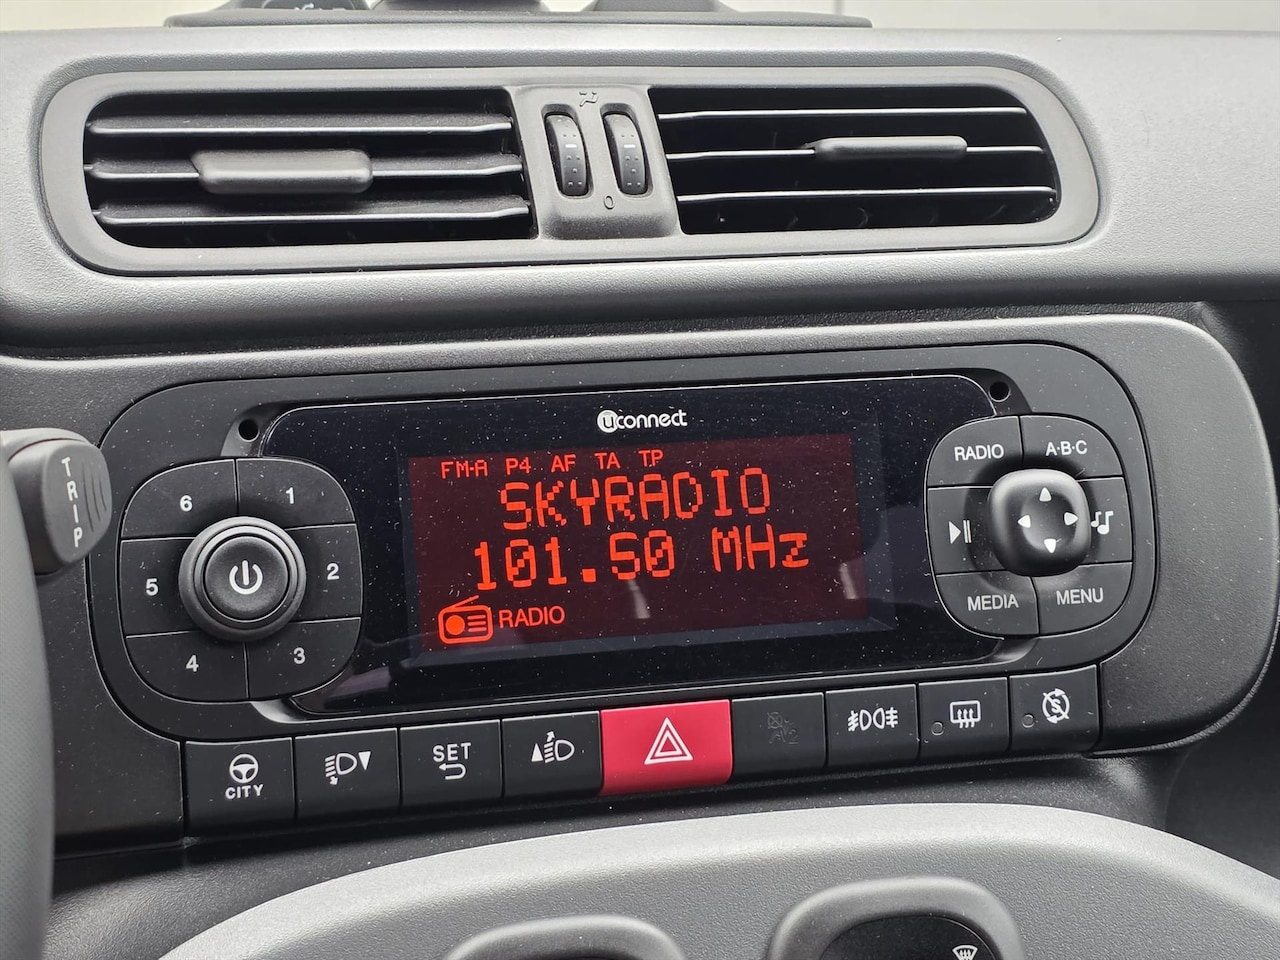 0
uconnect
FM-A P4 AF TA TP
SKYRADIO
101.50 MHz
RADIO
TRIP
6
1
5
2
4
3
RADIO
A·B·C
MEDIA
MENU
CITY
SET